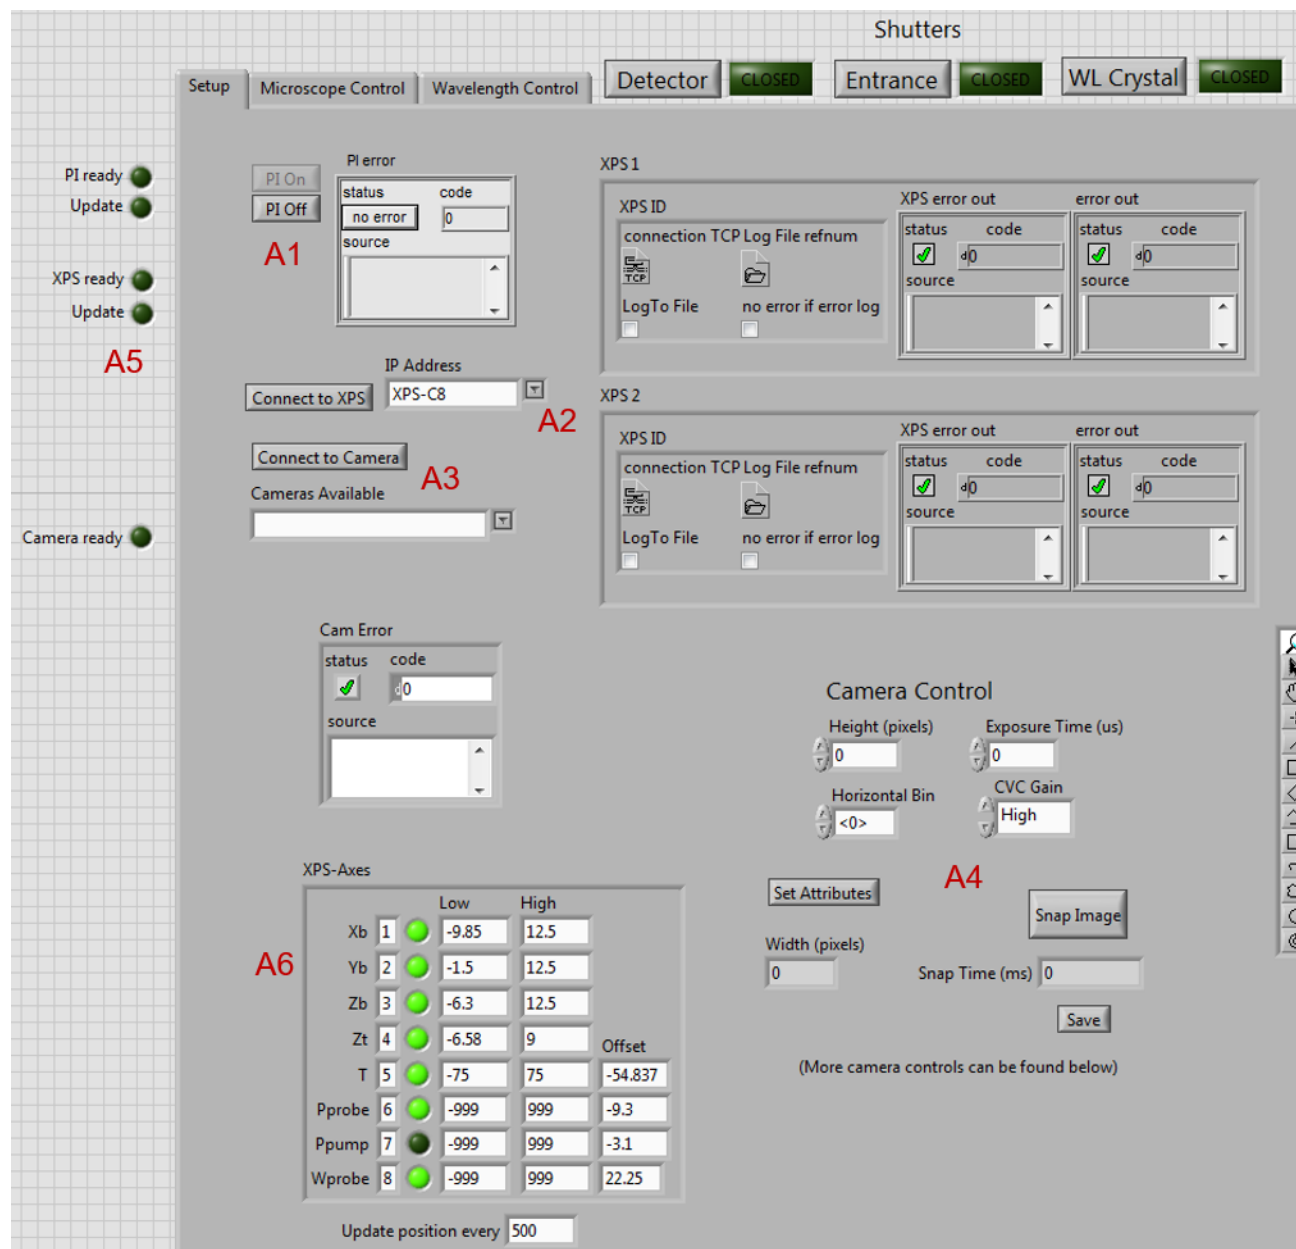 Shutters
Setup Microscope Control Wavelength Control Detector CLOSED Entrance CLOSED WL Crystal CLOSED
PI ready
Update
XPS ready
Update
A5
Camera ready
PI On
PI Off
A1
PI error
status code
no error 0
source
IP Address
Connect to XPS XPS-C8
A2
Connect to Camera
A3
Cameras Available
XPS 1
XPS ID
connection TCP Log File refnum
TCP
LogTo File no error if error log
XPS error out
status code
d0
source
error out
status code
d0
source
XPS 2
XPS ID
connection TCP Log File refnum
TCP
LogTo File no error if error log
XPS error out
status code
d0
source
error out
status code
d0
source
Cam Error
status code
d0
source
Camera Control
Height (pixels) Exposure Time (us)
0 0
Horizontal Bin CVC Gain
<0> High
A4
Set Attributes
Snap Image
Width (pixels)
0
Snap Time (ms) 0
Save
(More camera controls can be found below)
XPS-Axes
A6
Low High
Xb 1 -9.85 12.5
Yb 2 -1.5 12.5
Zb 3 -6.3 12.5
Zt 4 -6.58 9 Offset
T 5 -75 75 -54.837
Pprobe 6 -999 999 -9.3
Ppump 7 -999 999 -3.1
Wprobe 8 -999 999 22.25
Update position every 500